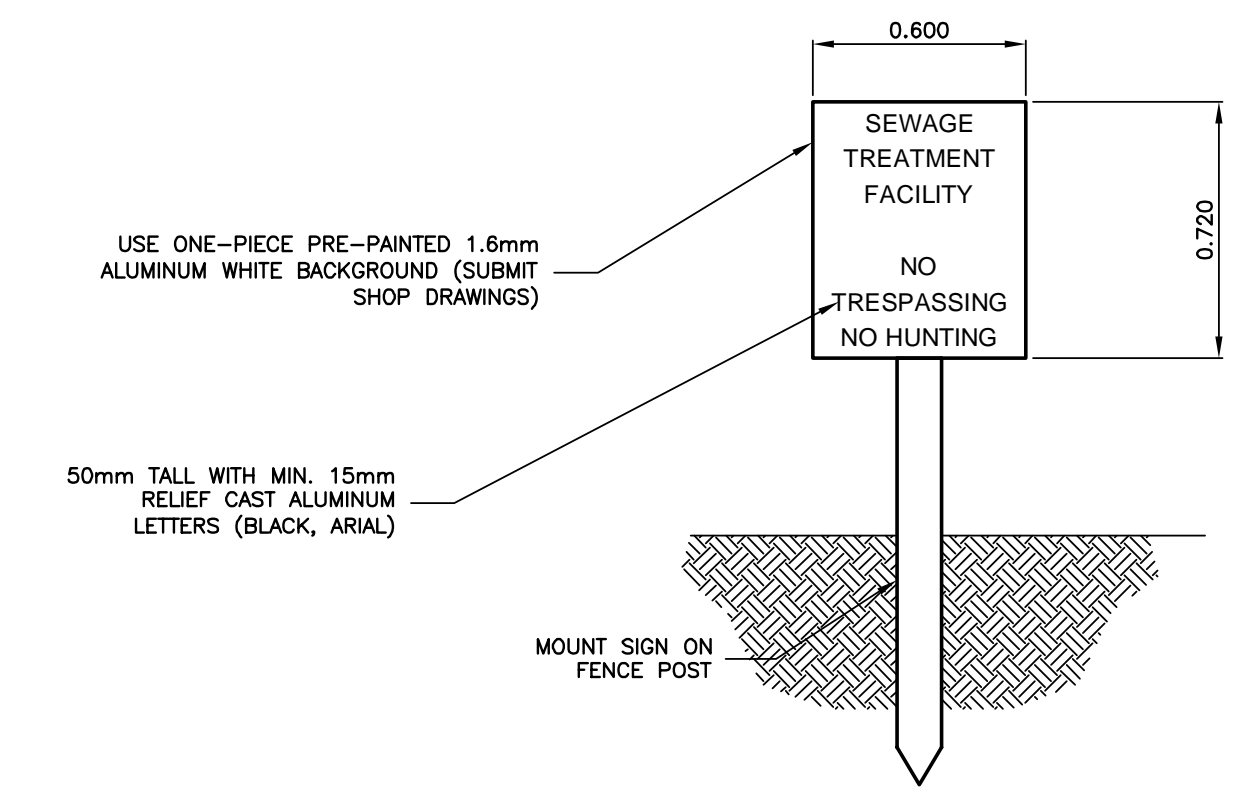 0.600
SEWAGE
TREATMENT
FACILITY
NO
TRESPASSING
NO HUNTING
0.720
USE ONE-PIECE PRE-PAINTED 1.6mm
ALUMINUM WHITE BACKGROUND (SUBMIT
SHOP DRAWINGS)
50mm TALL WITH MIN. 15mm
RELIEF CAST ALUMINUM
LETTERS (BLACK, ARIAL)
MOUNT SIGN ON
FENCE POST